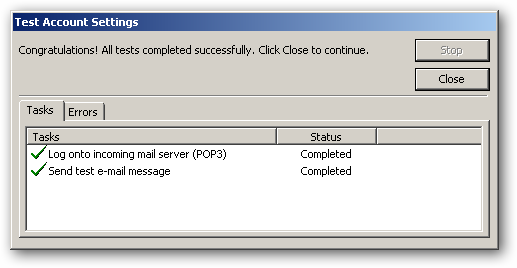 Test Account Settings
Congratulations! All tests completed successfully. Click Close to continue.
Stop
Close
Tasks Errors
Tasks Status
Log onto incoming mail server (POP3) Completed
Send test e-mail message Completed